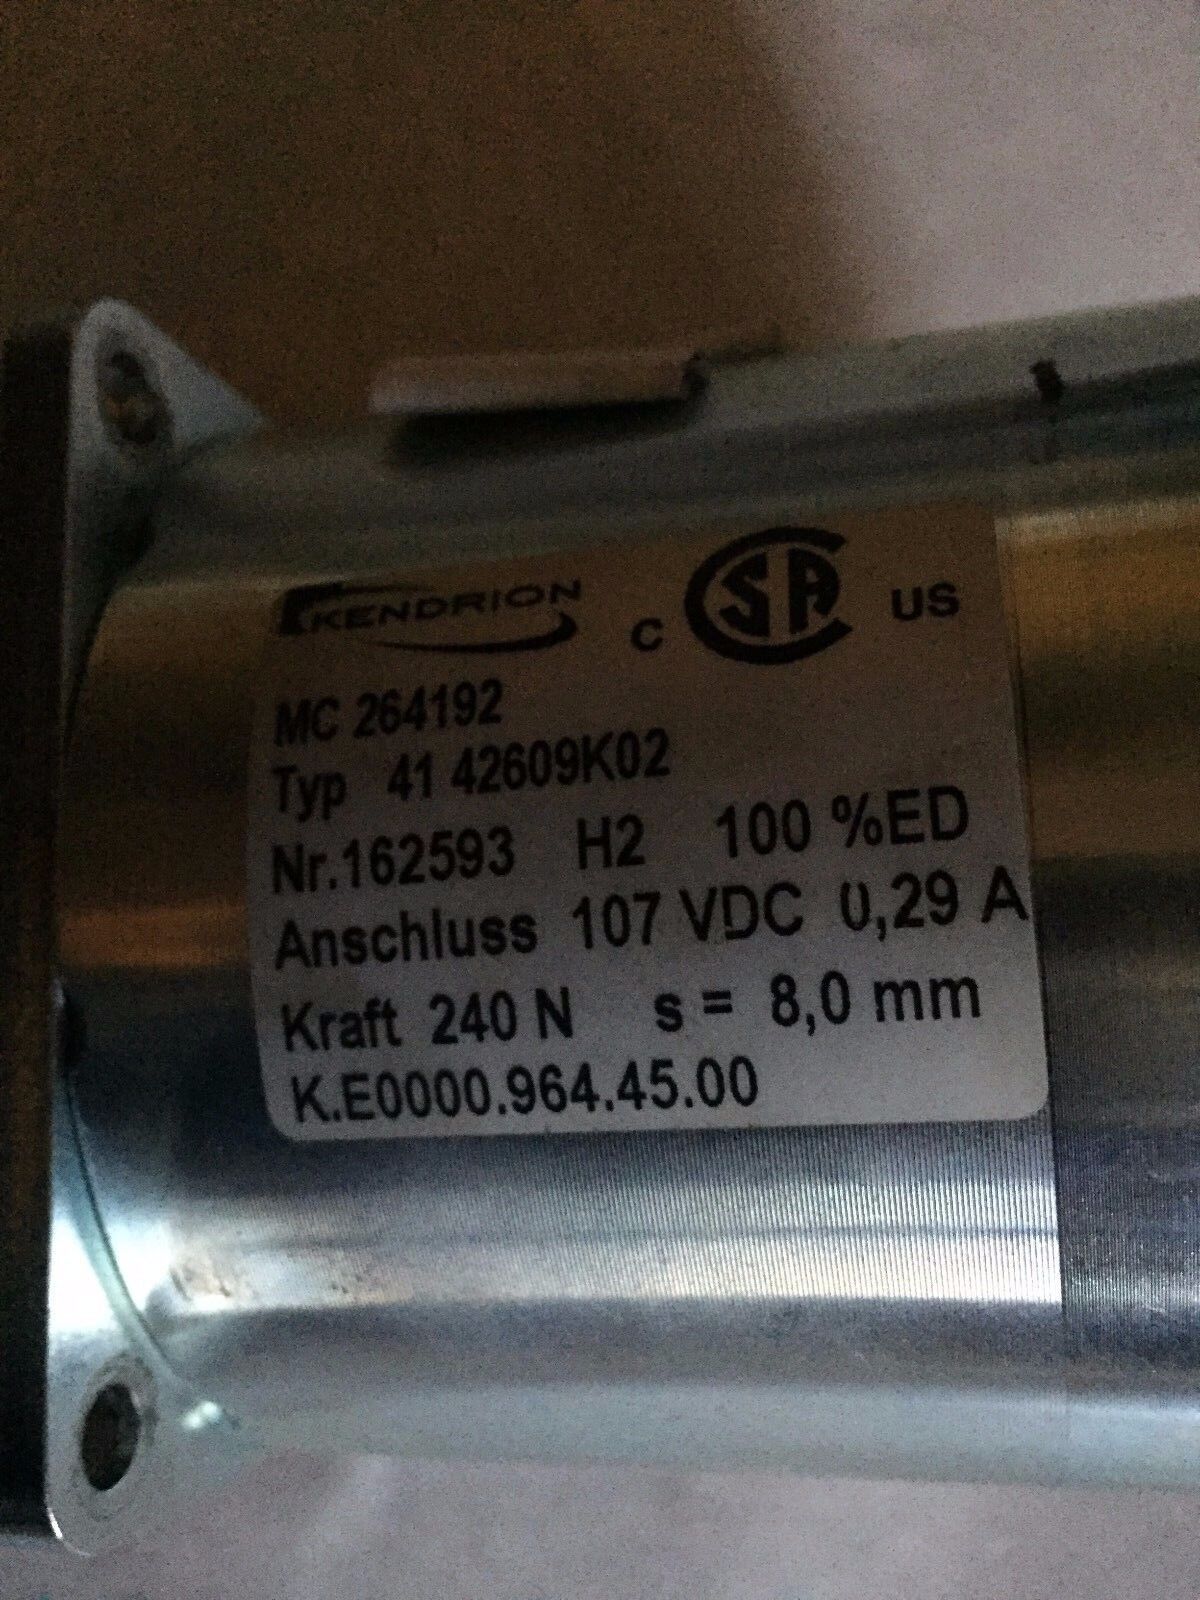 KENDRION C SA US
MC 264192
Typ 41 42609K02
Nr.162593 H2 100 %ED
Anschluss 107 VDC 0,29 A
Kraft 240 N s = 8,0 mm
K.E0000.964.45.00